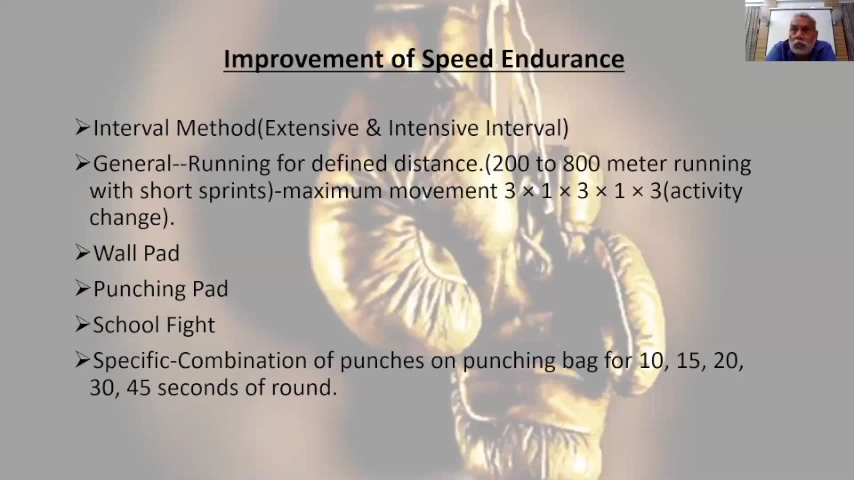 Improvement of Speed Endurance
➢Interval Method(Extensive & Intensive Interval)
➢General--Running for defined distance.(200 to 800 meter running
with short sprints)-maximum movement 3 × 1 × 3 × 1 × 3(activity
change).
➢Wall Pad
➢Punching Pad
➢School Fight
➢Specific-Combination of punches on punching bag for 10, 15, 20,
30, 45 seconds of round.